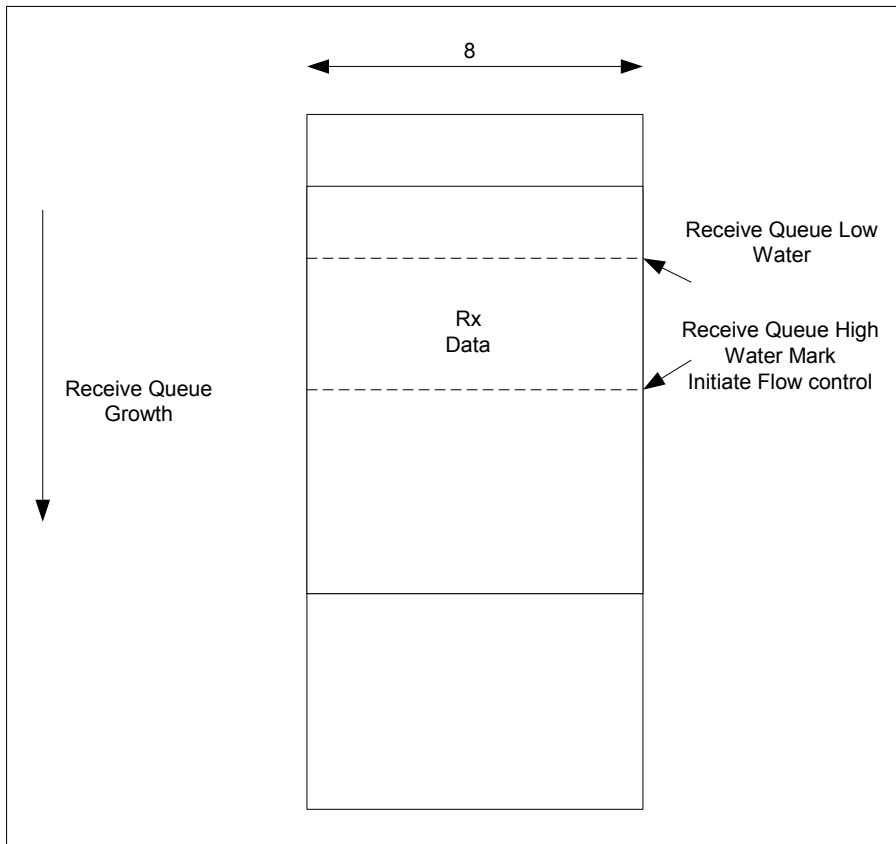 8
Receive Queue Low
Water
Rx
Data
Receive Queue High
Water Mark
Initiate Flow control
Receive Queue
Growth